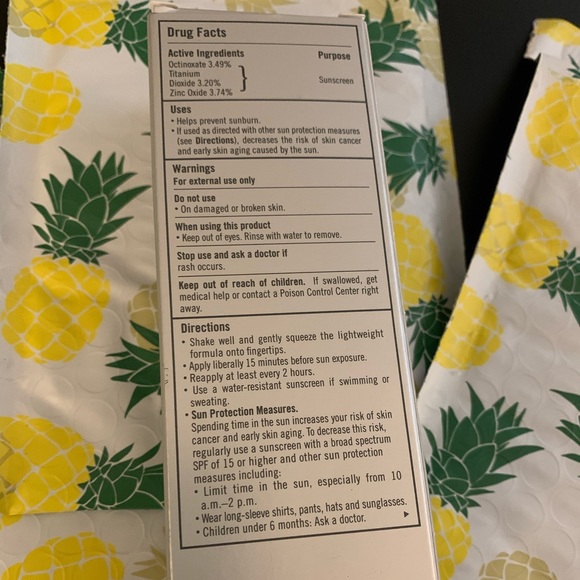 Drug Facts
Active Ingredients Purpose
Octinoxate 3.49%
Titanium
Dioxide 3.20% } Sunscreen
Zinc Oxide 3.74%
Uses
• Helps prevent sunburn.
• If used as directed with other sun protection measures
(see Directions), decreases the risk of skin cancer
and early skin aging caused by the sun.
Warnings
For external use only
Do not use
• On damaged or broken skin.
When using this product
• Keep out of eyes. Rinse with water to remove.
Stop use and ask a doctor if
rash occurs.
Keep out of reach of children. If swallowed, get
medical help or contact a Poison Control Center right
away.
Directions
• Shake well and gently squeeze the lightweight
formula onto fingertips.
• Apply liberally 15 minutes before sun exposure.
• Reapply at least every 2 hours.
• Use a water-resistant sunscreen if swimming or
sweating.
• Sun Protection Measures.
Spending time in the sun increases your risk of skin
cancer and early skin aging. To decrease this risk,
regularly use a sunscreen with a broad spectrum
SPF of 15 or higher and other sun protection
measures including:
• Limit time in the sun, especially from 10
a.m.–2 p.m.
• Wear long-sleeve shirts, pants, hats and sunglasses.
• Children under 6 months: Ask a doctor.